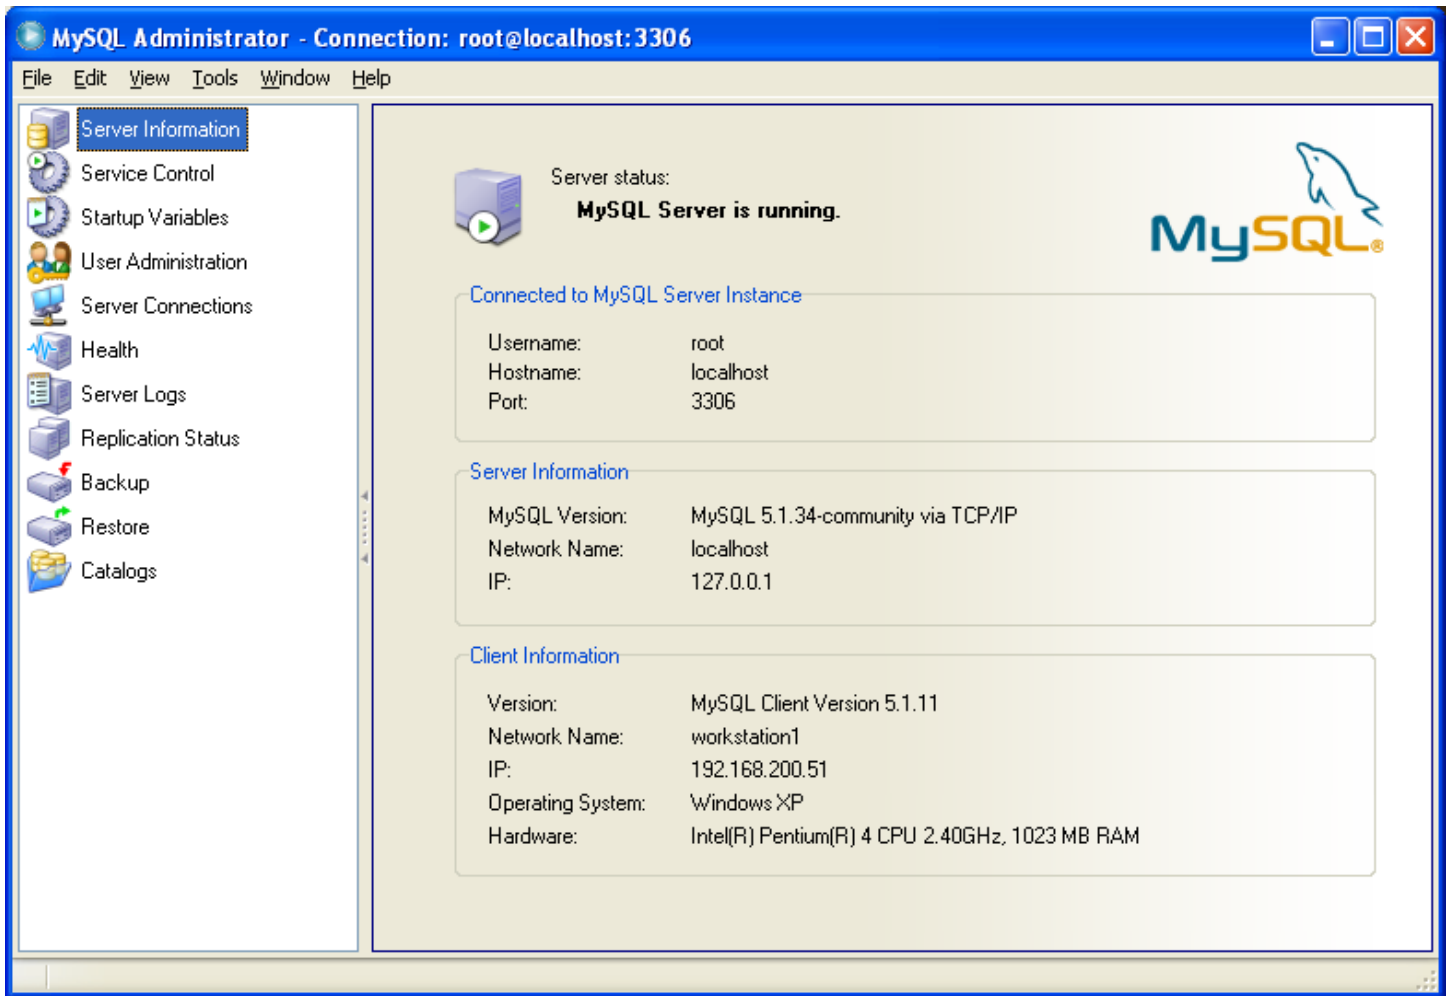 MySQL Administrator - Connection: root@localhost:3306
File Edit View Tools Window Help
Server Information
Service Control
Startup Variables
User Administration
Server Connections
Health
Server Logs
Replication Status
Backup
Restore
Catalogs
Server status:
MySQL Server is running.
MySQL®
Connected to MySQL Server Instance
Username: root
Hostname: localhost
Port: 3306
Server Information
MySQL Version: MySQL 5.1.34-community via TCP/IP
Network Name: localhost
IP: 127.0.0.1
Client Information
Version: MySQL Client Version 5.1.11
Network Name: workstation1
IP: 192.168.200.51
Operating System: Windows XP
Hardware: Intel(R) Pentium(R) 4 CPU 2.40GHz, 1023 MB RAM